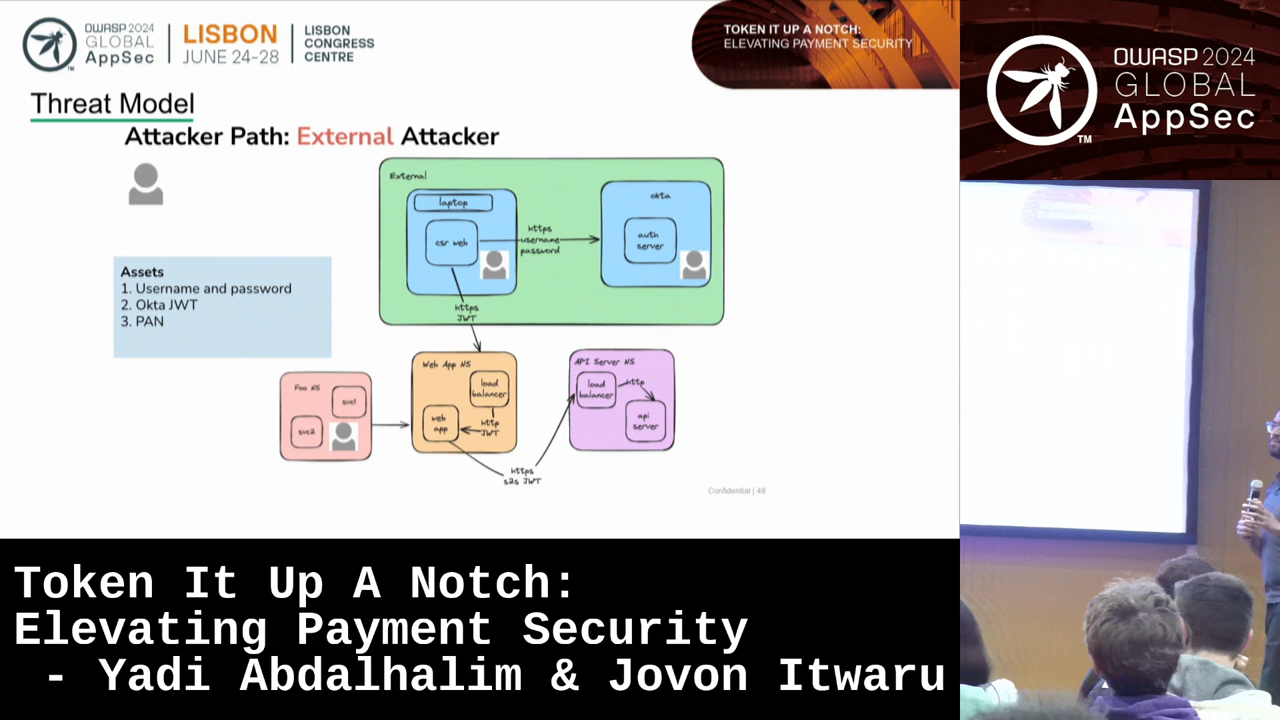 OWASP 2024
GLOBAL
AppSec
TM
LISBON
JUNE 24-28
LISBON
CONGRESS
CENTRE
TOKEN IT UP A NOTCH:
ELEVATING PAYMENT SECURITY
OWASP 2024
GLOBAL
AppSec
TM
Threat Model
Attacker Path: External Attacker
Assets
1. Username and password
2. Okta JWT
3. PAN
External
laptop
csr web
https
username
password
okta
auth
server
https
JWT
Foo NS
svc1
svc2
Web App NS
load
balancer
http
JWT
web
app
https
s2s JWT
API Server NS
load
balancer
http
api
server
Confidential | 48
Token It Up A Notch:
Elevating Payment Security
- Yadi Abdalhalim & Jovon Itwaru